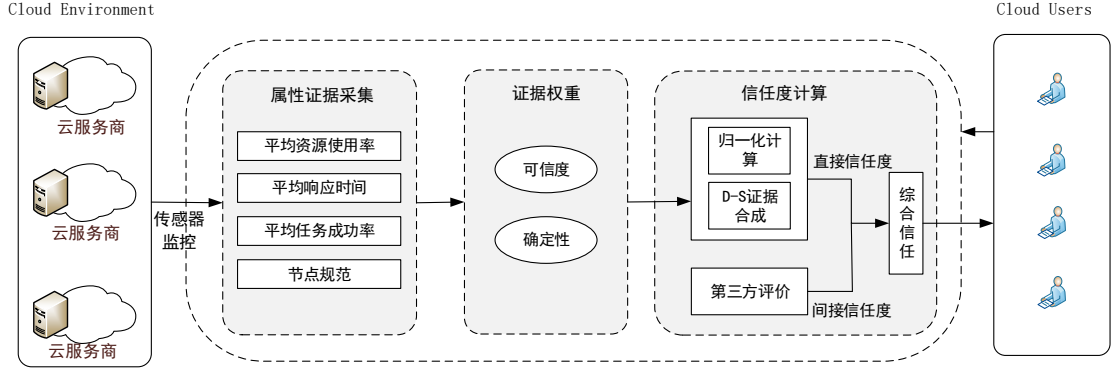 Cloud Environment
Cloud Users
云服务商
云服务商
云服务商
传感器
监控
属性证据采集
平均资源使用率
平均响应时间
平均任务成功率
节点规范
证据权重
可信度
确定性
信任度计算
归一化计
算
D-S证据
合成
第三方评价
直接信任度
间接信任度
综
合
信
任